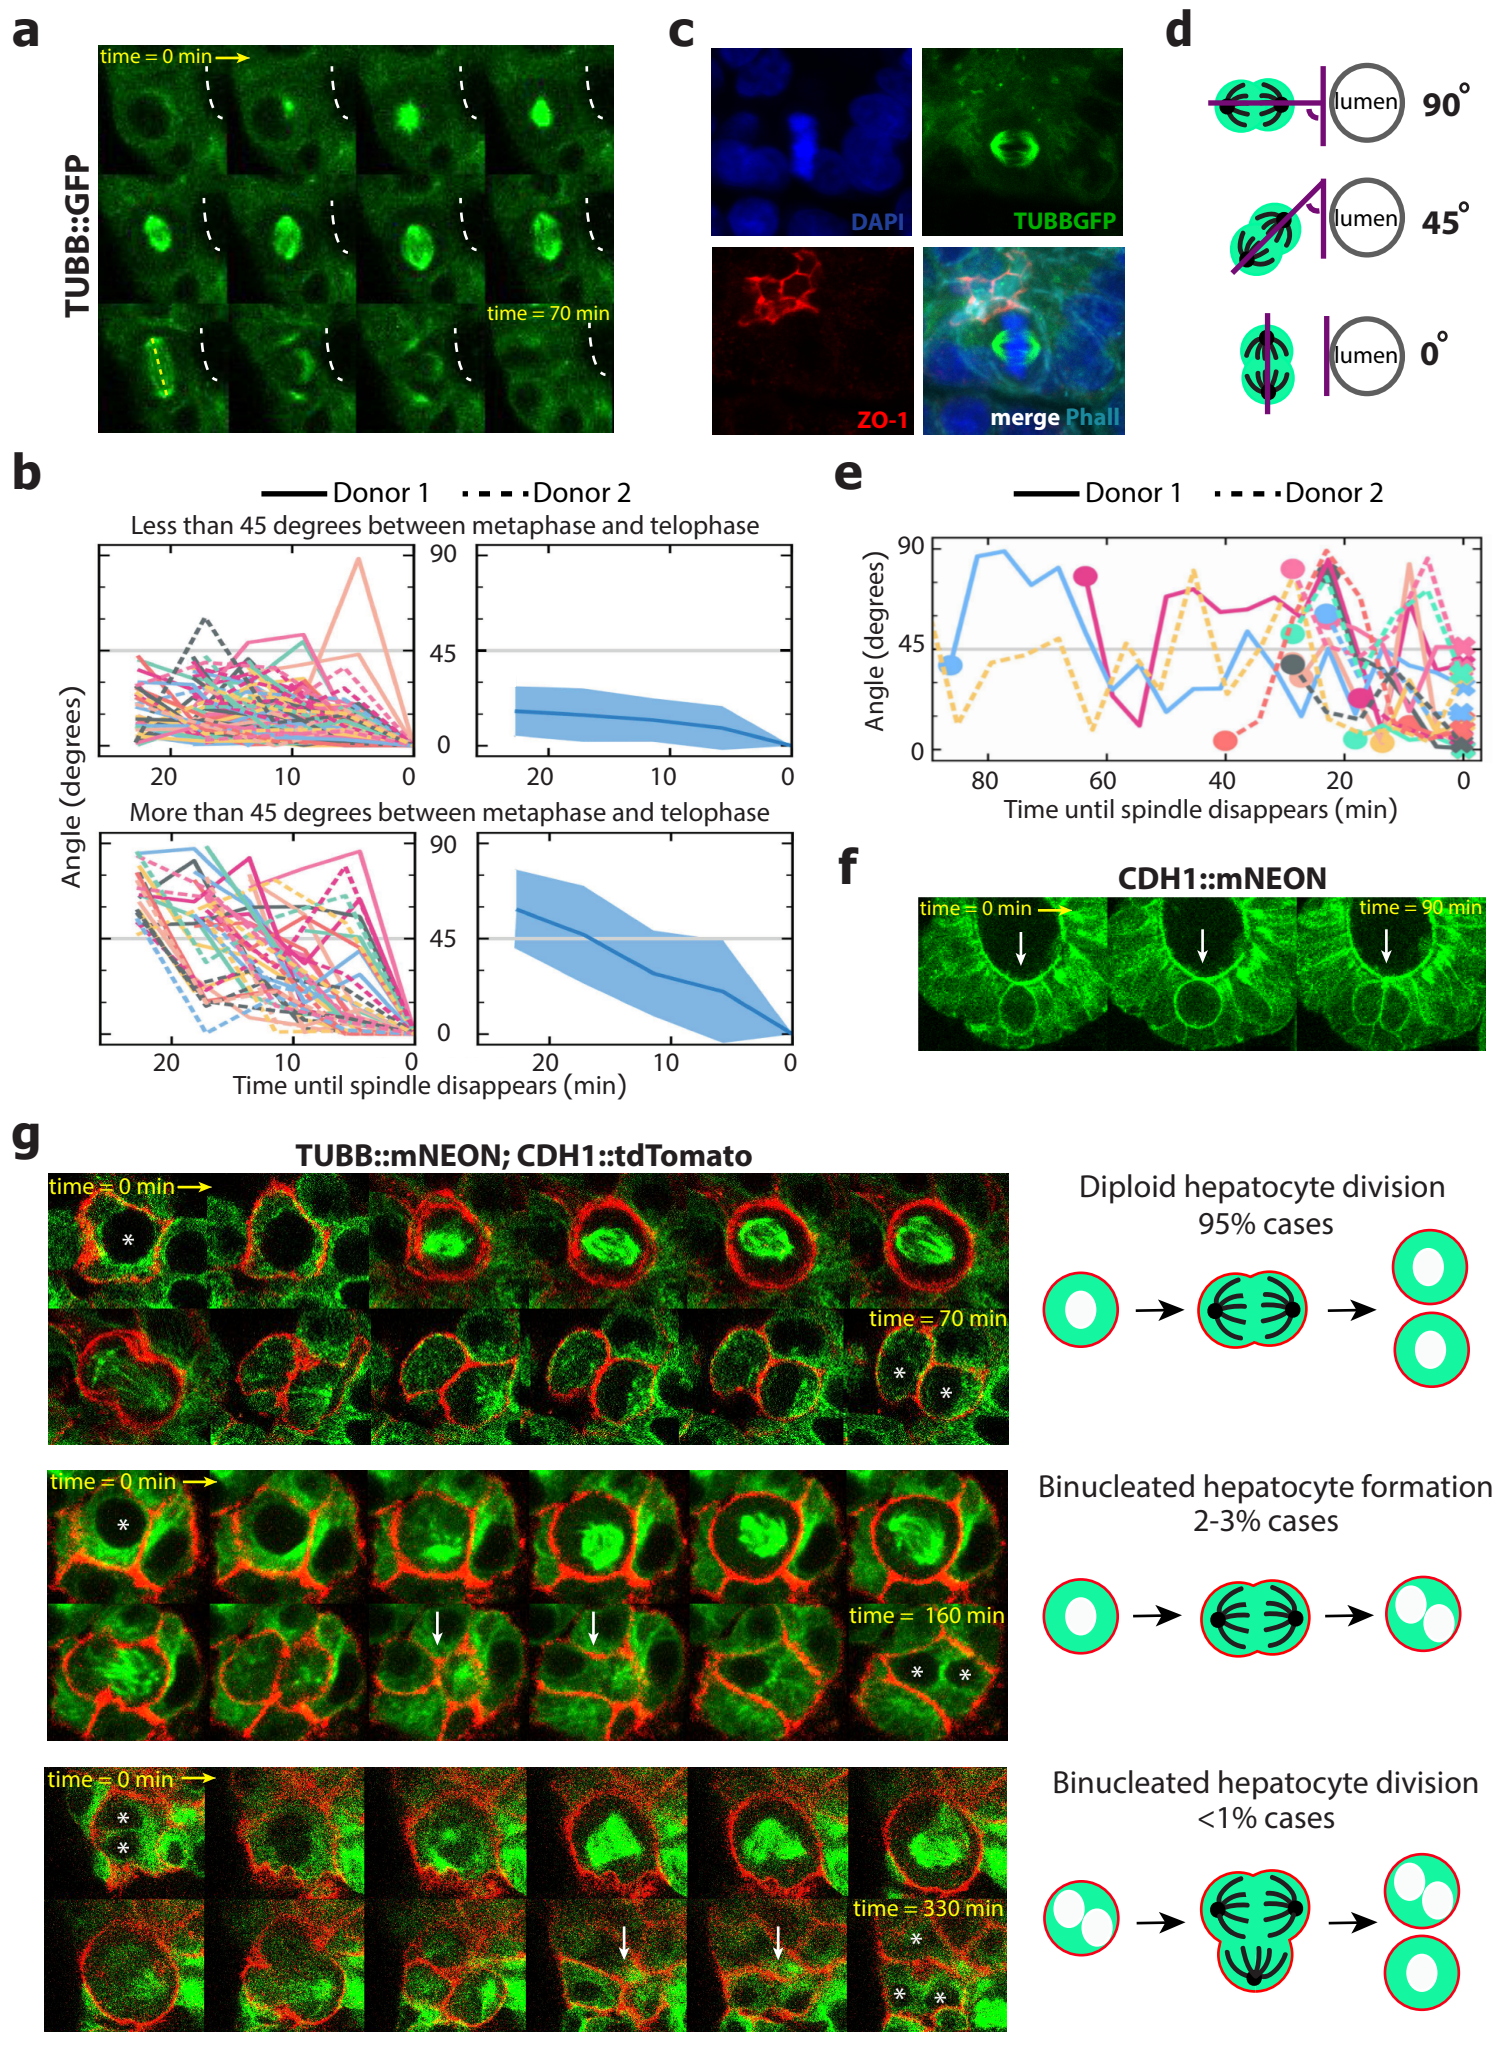 a
time = 0 min
TUBB::GFP
time = 70 min
c
DAPI
TUBBGFP
ZO-1
merge Phall
d
lumen
90°
lumen
45°
lumen
0°
b
Donor 1
Donor 2
Less than 45 degrees between metaphase and telophase
90
45
0
20
10
0
20
10
0
More than 45 degrees between metaphase and telophase
90
45
0
20
10
0
20
10
0
Angle (degrees)
Time until spindle disappears (min)
e
Donor 1
Donor 2
90
45
0
Angle (degrees)
80
60
40
20
0
Time until spindle disappears (min)
f
CDH1::mNEON
time = 0 min
time = 90 min
g
TUBB::mNEON; CDH1::tdTomato
time = 0 min
*
time = 70 min
* *
Diploid hepatocyte division
95% cases
time = 0 min
*
time = 160 min
* *
Binucleated hepatocyte formation
2-3% cases
time = 0 min
*
*
time = 330 min
*
* *
Binucleated hepatocyte division
<1% cases